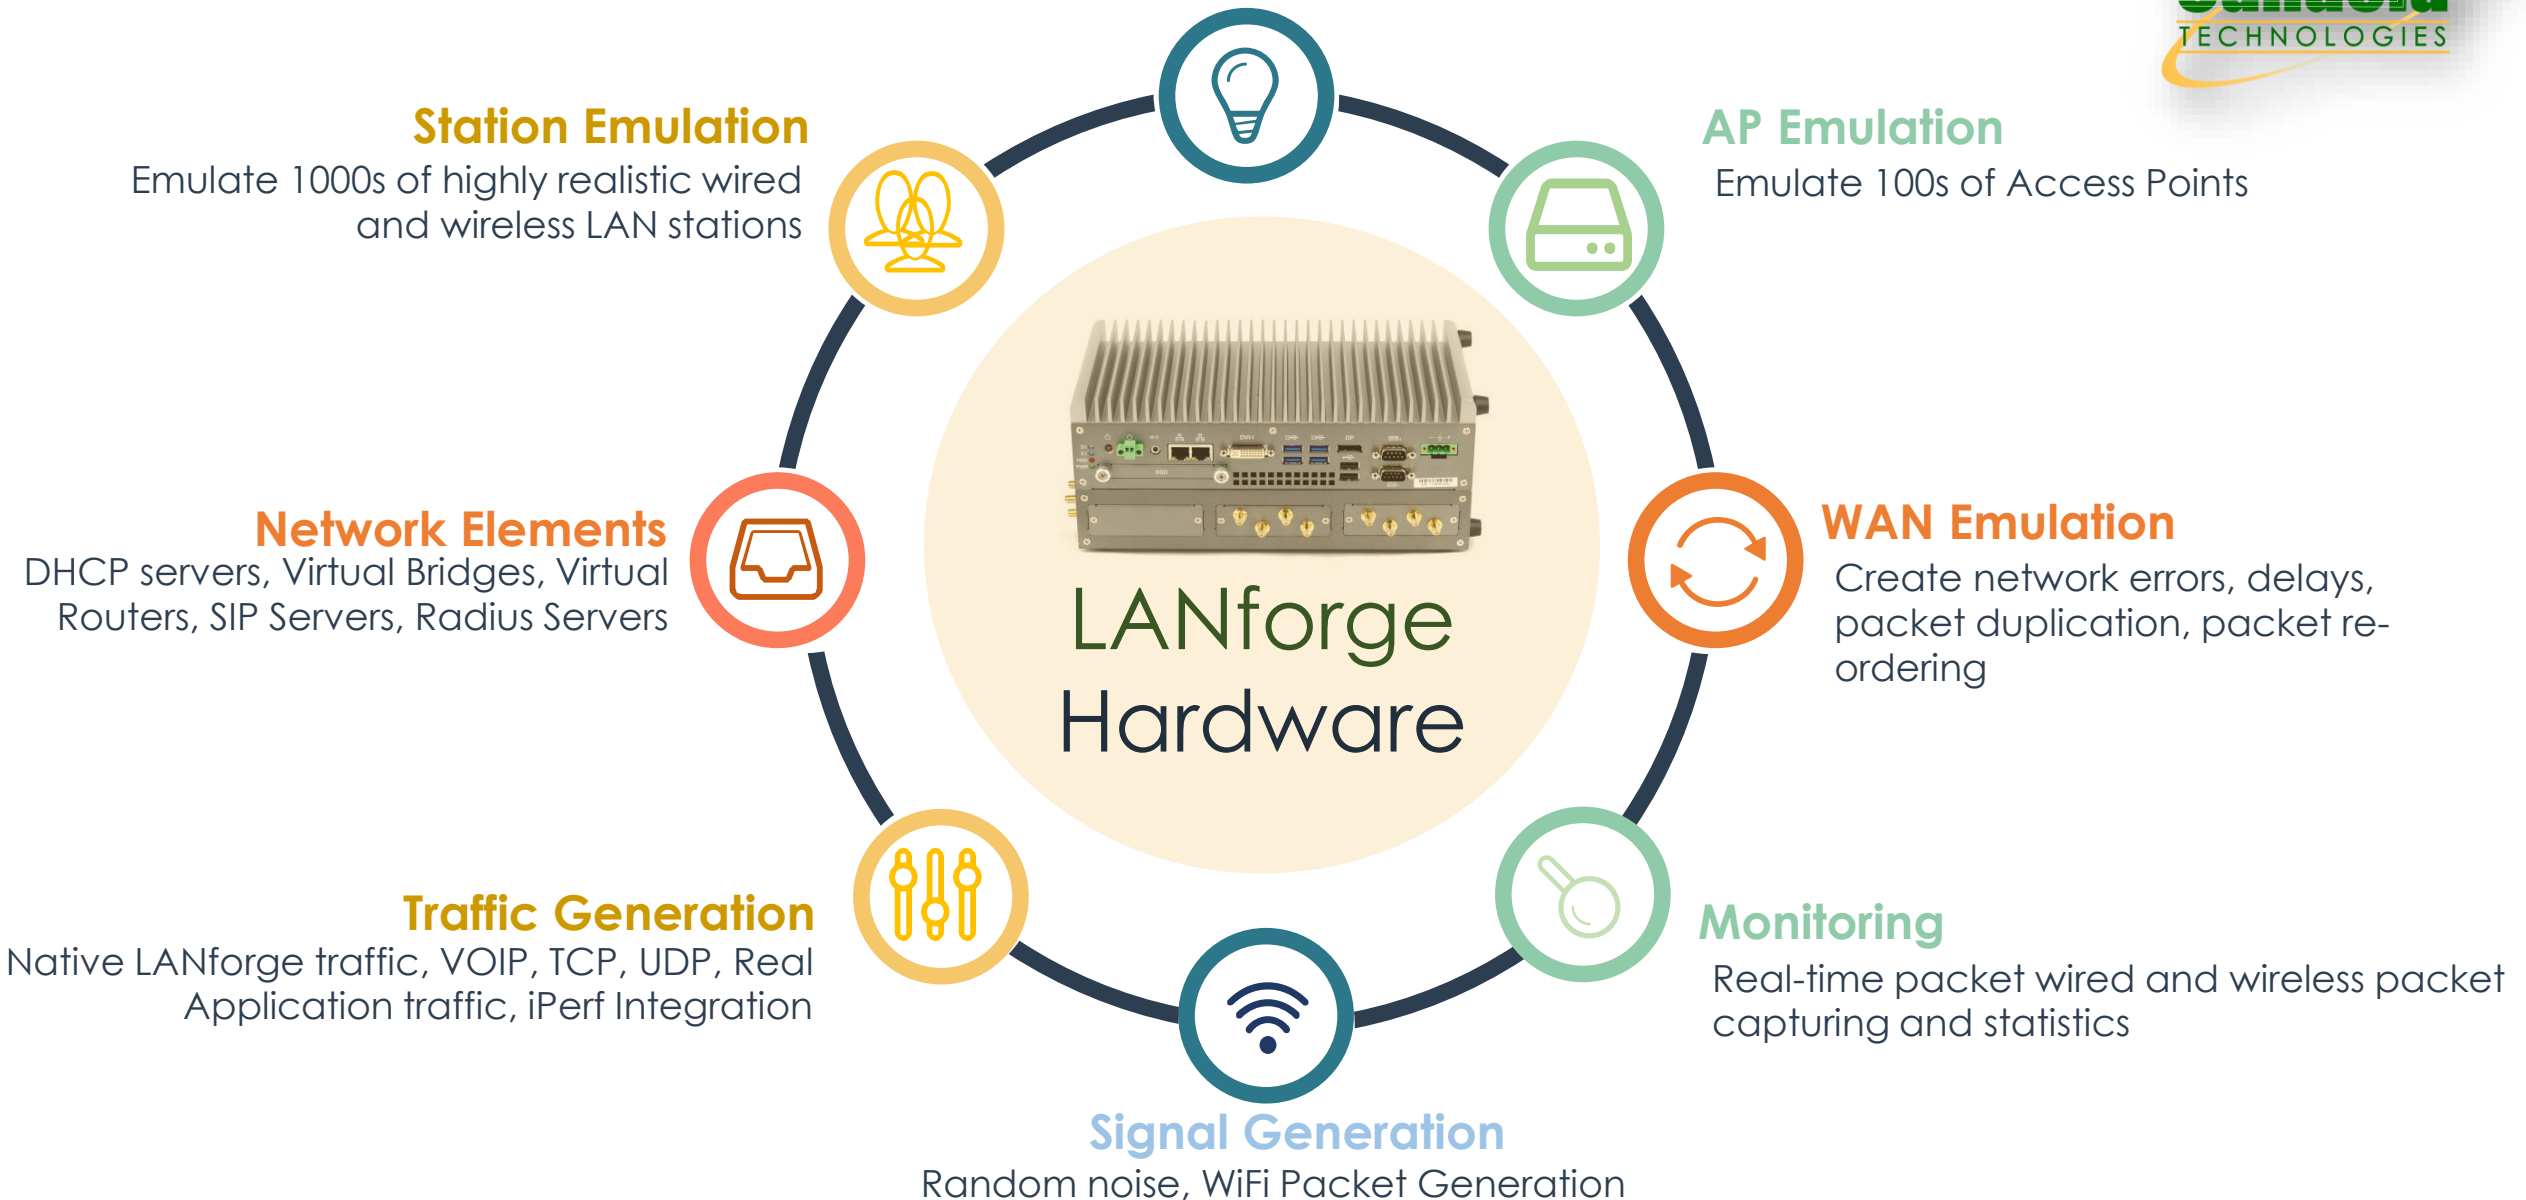 TECHNOLOGIES
Station Emulation
Emulate 1000s of highly realistic wired
and wireless LAN stations
AP Emulation
Emulate 100s of Access Points
Network Elements
DHCP servers, Virtual Bridges, Virtual
Routers, SIP Servers, Radius Servers
DVI-I
DP
SSD
LANforge
Hardware
WAN Emulation
Create network errors, delays,
packet duplication, packet re-
ordering
Traffic Generation
Native LANforge traffic, VOIP, TCP, UDP, Real
Application traffic, iPerf Integration
Monitoring
Real-time packet wired and wireless packet
capturing and statistics
Signal Generation
Random noise, WiFi Packet Generation